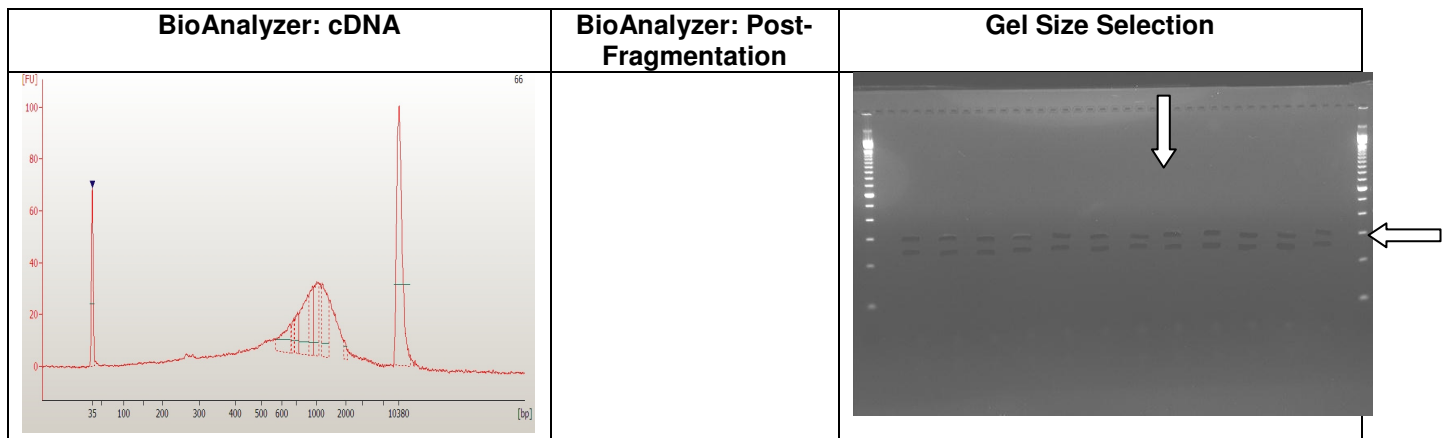 BioAnalyzer: cDNA
BioAnalyzer: Post-
Fragmentation
Gel Size Selection
[FU]
66
100
80
60
40
20
0
35 100 200 300 400 500 600 1000 2000 10380 [bp]